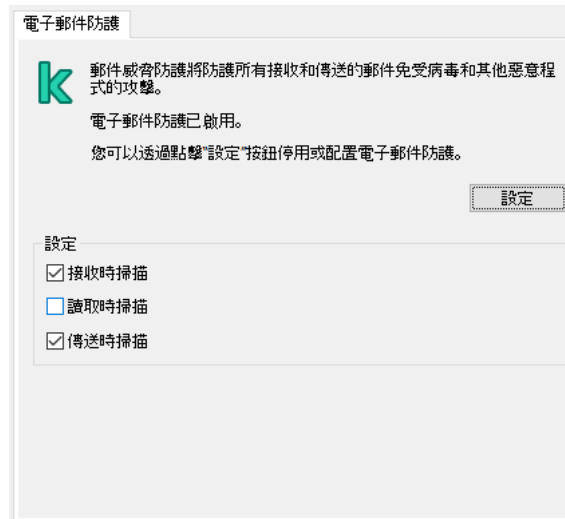 電子郵件防護
郵件威脅防護將防護所有接收和傳送的郵件免受病毒和其他惡意程
式的攻擊。
電子郵件防護已啟用。
您可以透過點擊"設定"按鈕停用或配置電子郵件防護。
設定
設定
接收時掃描
讀取時掃描
傳送時掃描